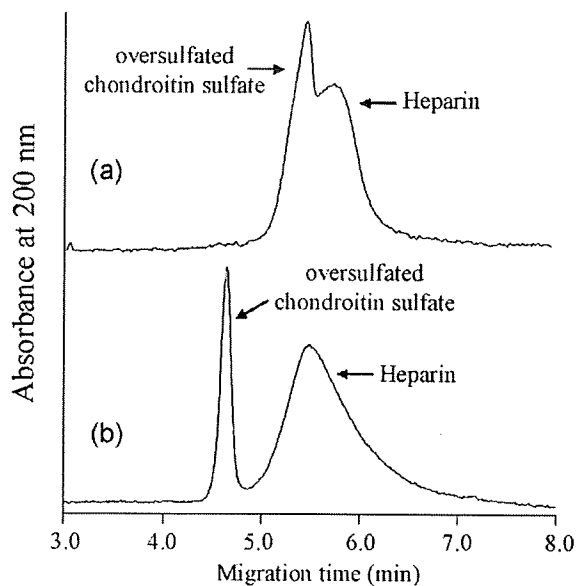 oversulfated
chondroitin sulfate
Heparin
(a)
oversulfated
chondroitin sulfate
Heparin
(b)
Absorbance at 200 nm
3.0 4.0 5.0 6.0 7.0 8.0
Migration time (min)